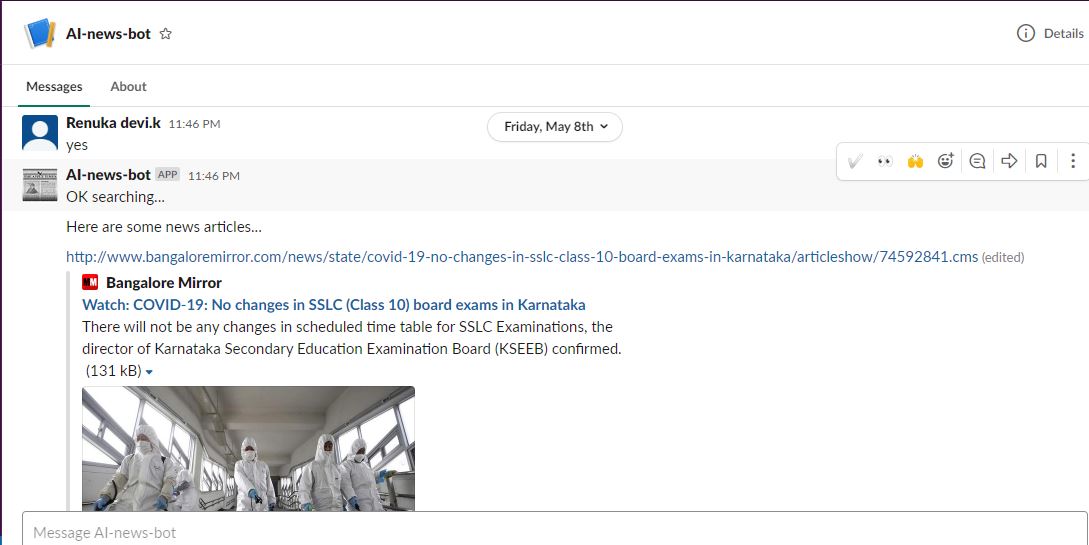 AI-news-bot
Details
Messages About
Friday, May 8th
Renuka devi.k 11:46 PM
yes
AI-news-bot APP 11:46 PM
OK searching...
Here are some news articles...
http://www.bangaloremirror.com/news/state/covid-19-no-changes-in-sslc-class-10-board-exams-in-karnataka/articleshow/74592841.cms (edited)
Bangalore Mirror
Watch: COVID-19: No changes in SSLC (Class 10) board exams in Karnataka
There will not be any changes in scheduled time table for SSLC Examinations, the
director of Karnataka Secondary Education Examination Board (KSEEB) confirmed.
(131 kB)
Message AI-news-bot